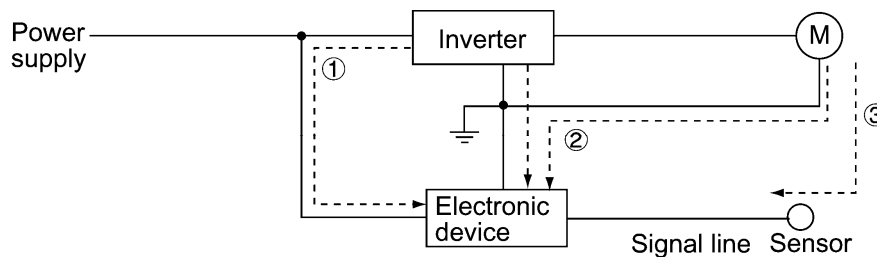 Power
supply
Inverter
M
①
②
③
Electronic
device
Signal line
Sensor